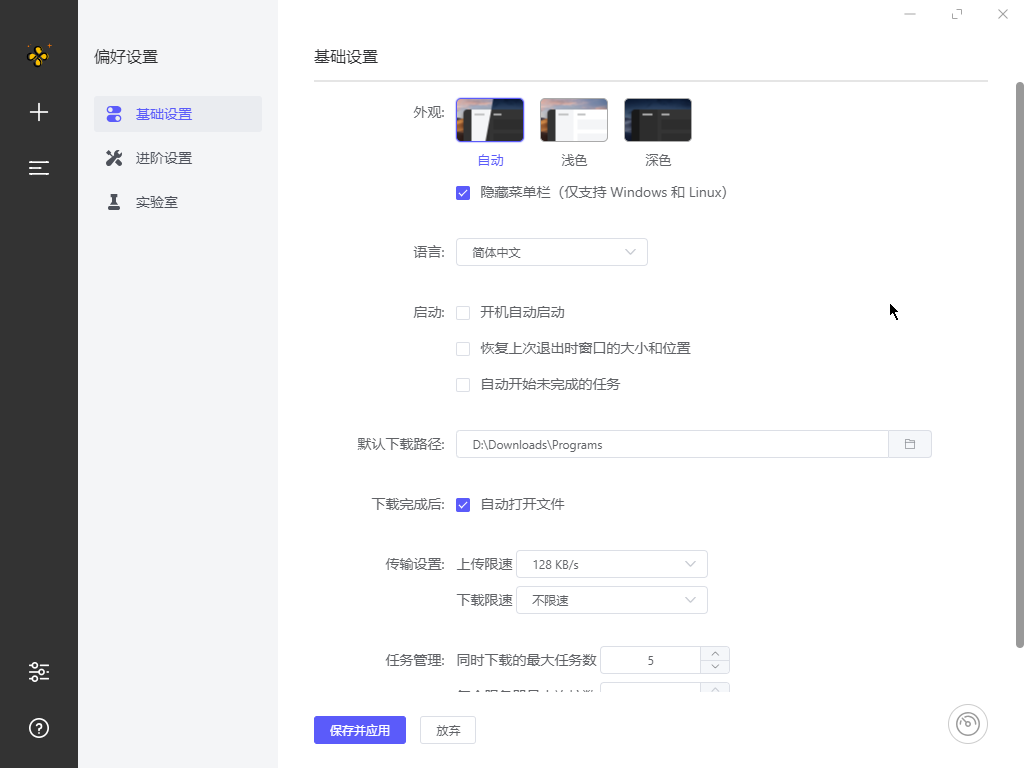 偏好设置
基础设置
进阶设置
实验室
基础设置
外观:
自动
浅色
深色
隐藏菜单栏（仅支持 Windows 和 Linux）
语言:
简体中文
启动:
开机自动启动
恢复上次退出时窗口的大小和位置
自动开始未完成的任务
默认下载路径:
D:\Downloads\Programs
下载完成后:
自动打开文件
传输设置:
上传限速
128 KB/s
下载限速
不限速
任务管理:
同时下载的最大任务数
5
保存并应用
放弃